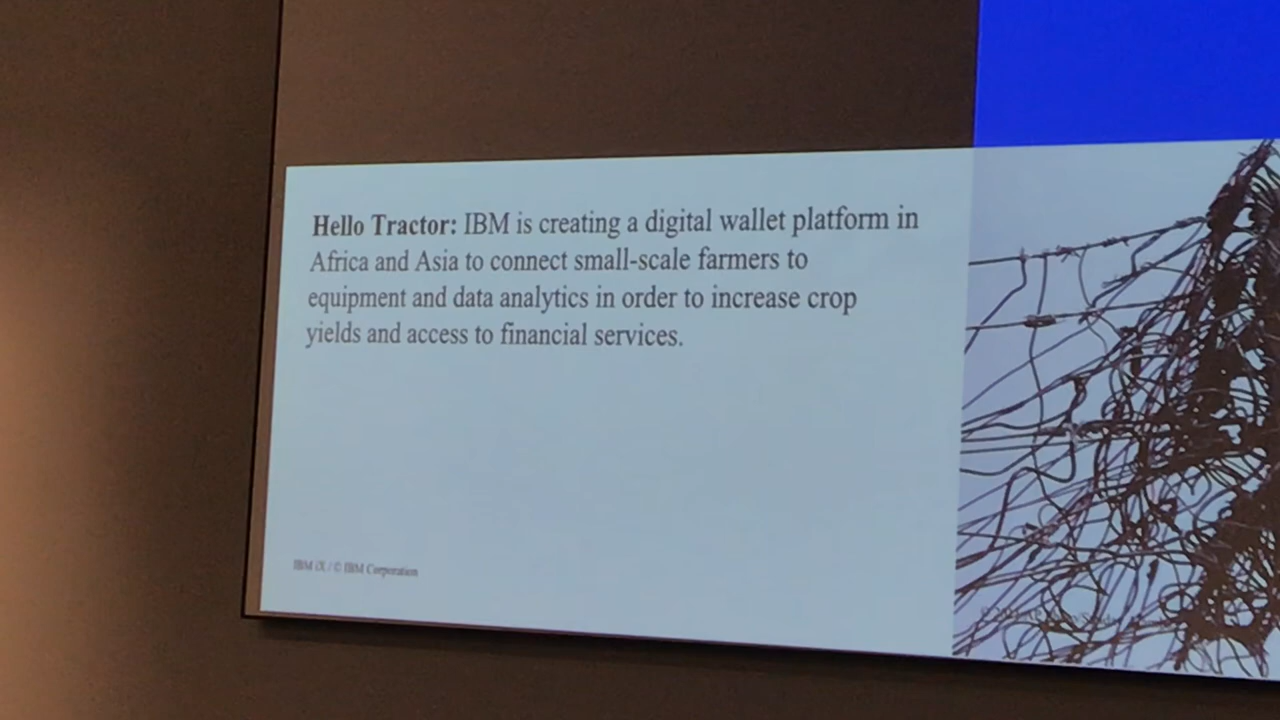 Hello Tractor: IBM is creating a digital wallet platform in
Africa and Asia to connect small-scale farmers to
equipment and data analytics in order to increase crop
yields and access to financial services.
IBM iX / © IBM Corporation